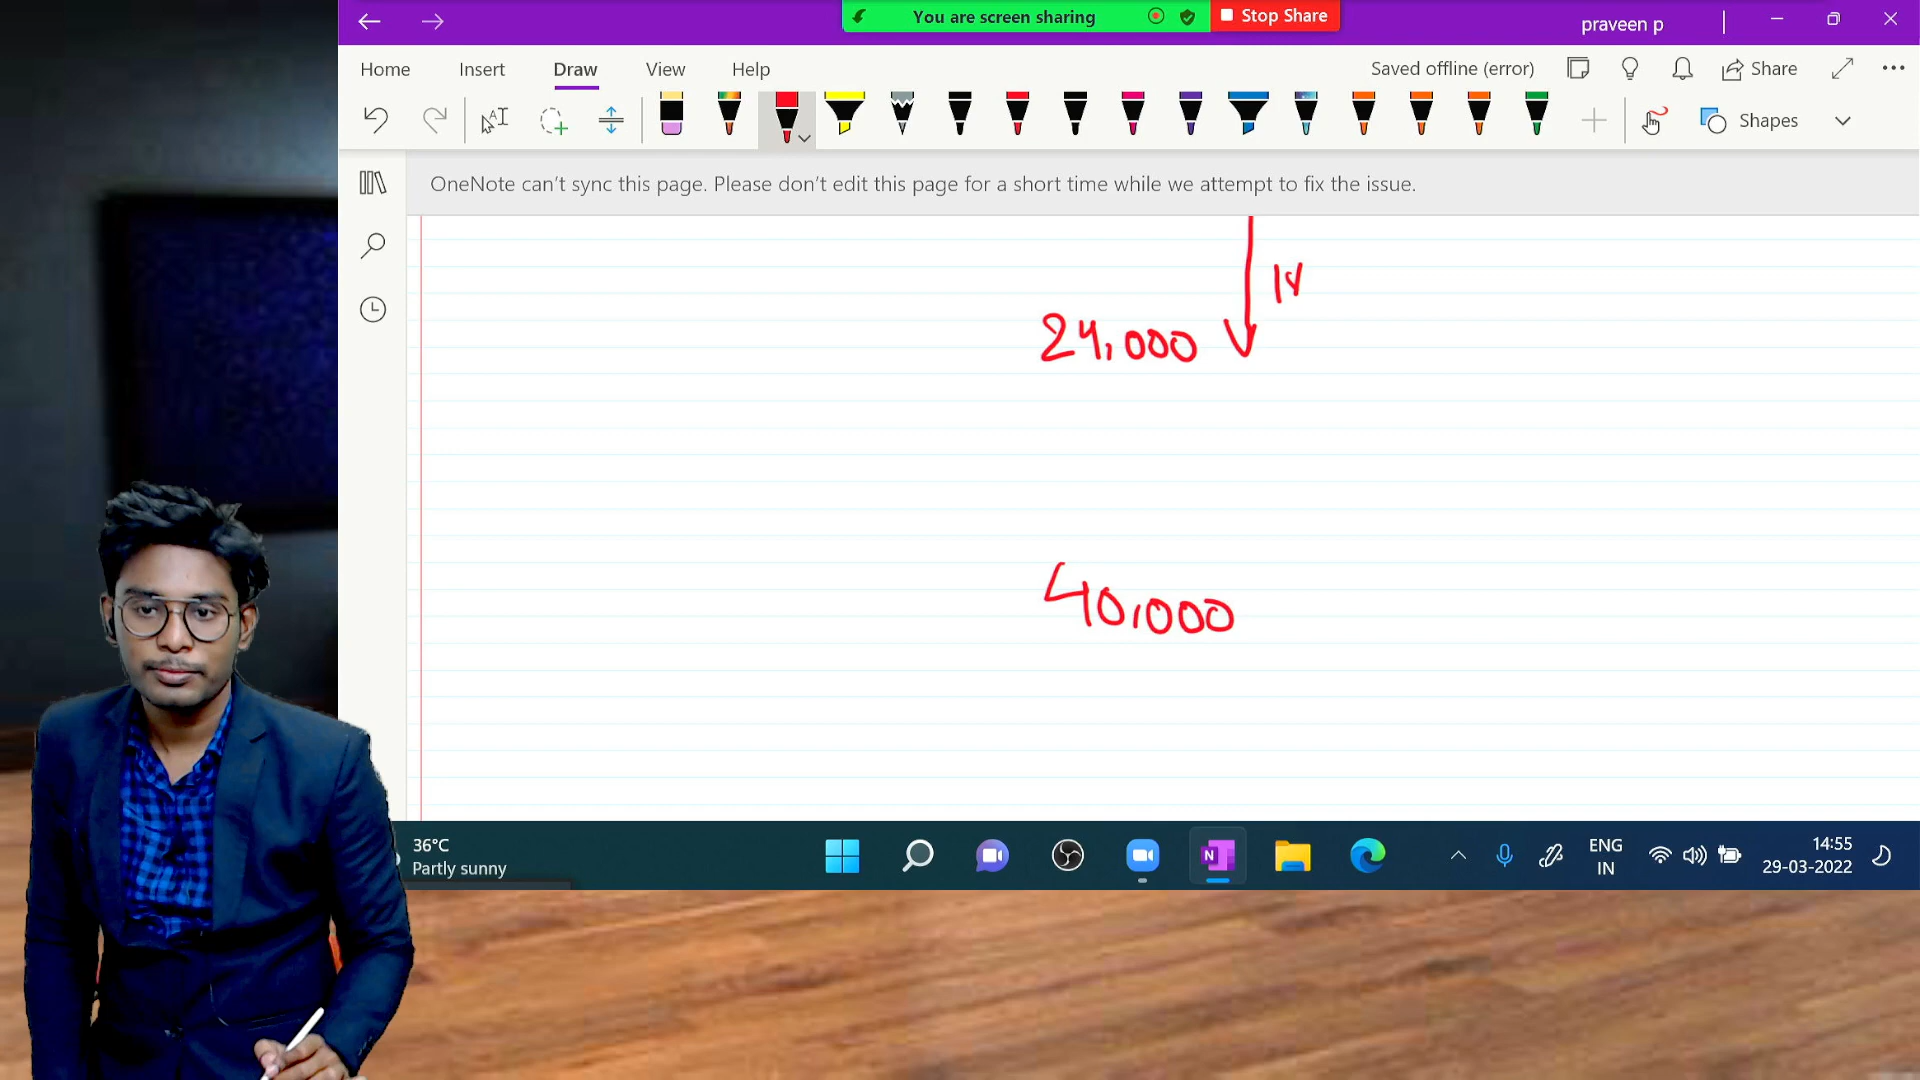 You are screen sharing
Stop Share
praveen p
Home Insert Draw View Help
Saved offline (error)
Share
Shapes
OneNote can't sync this page. Please don't edit this page for a short time while we attempt to fix the issue.
24,000
40,000
36°C
Partly sunny
ENG
IN
14:55
29-03-2022